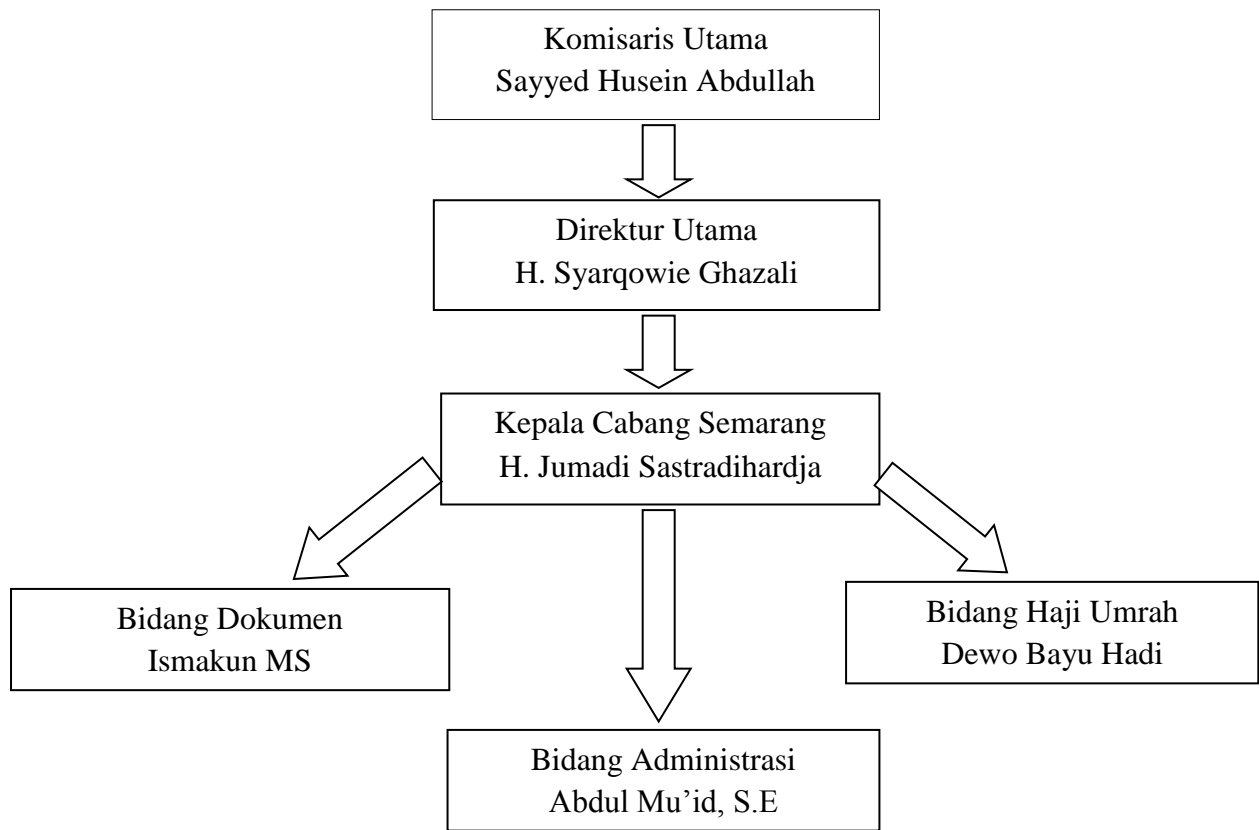 Komisaris Utama
Sayyed Husein Abdullah
Direktur Utama
H. Syarqowie Ghazali
Kepala Cabang Semarang
H. Jumadi Sastradihardja
Bidang Dokumen
Ismakun MS
Bidang Haji Umrah
Dewo Bayu Hadi
Bidang Administrasi
Abdul Mu’id, S.E